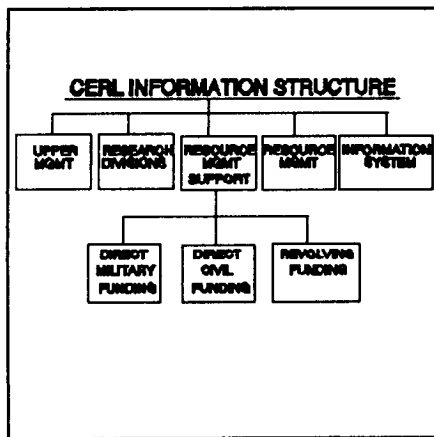 CERL INFORMATION STRUCTURE
UPPER
MGMT
RESEARCH
DIVISIONS
RESOURCE
MGMT
SUPPORT
RESOURCE
MGMT
INFORMATION
SYSTEM
DIRECT
MILITARY
FUNDING
DIRECT
CIVIL
FUNDING
REVOLVING
FUNDING